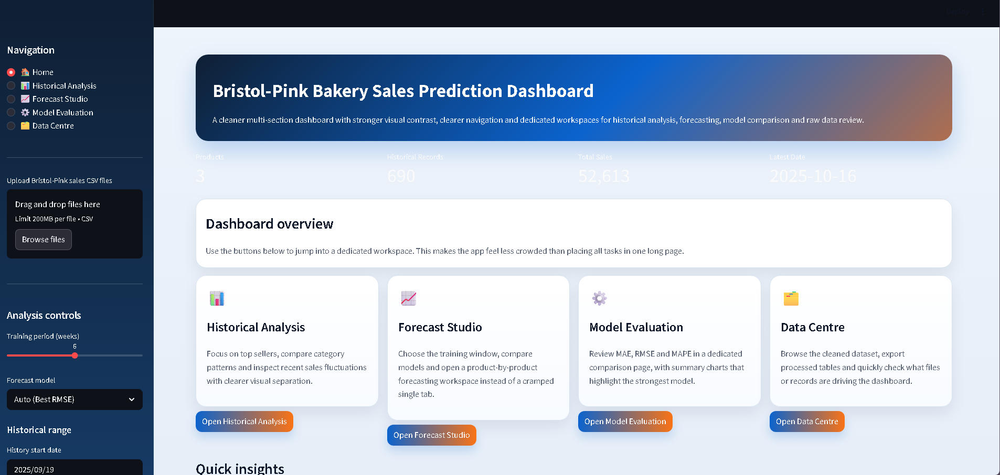 Deploy
Navigation
Home
Historical Analysis
Forecast Studio
Model Evaluation
Data Centre
Upload Bristol-Pink sales CSV files
Drag and drop files here
Limit 200MB per file • CSV
Browse files
Analysis controls
Training period (weeks)
6
Forecast model
Auto (Best RMSE)
Historical range
History start date
2025/09/19
Bristol-Pink Bakery Sales Prediction Dashboard
A cleaner multi-section dashboard with stronger visual contrast, clearer navigation and dedicated workspaces for historical analysis, forecasting, model comparison and raw data review.
Products
3
Historical Records
690
Total Sales
52,613
Latest Date
2025-10-16
Dashboard overview
Use the buttons below to jump into a dedicated workspace. This makes the app feel less crowded than placing all tasks in one long page.
Historical Analysis
Focus on top sellers, compare category
patterns and inspect recent sales fluctuations
with clearer visual separation.
Open Historical Analysis
Forecast Studio
Choose the training window, compare
models and open a product-by-product
forecasting workspace instead of a cramped
single tab.
Open Forecast Studio
Model Evaluation
Review MAE, RMSE and MAPE in a dedicated
comparison page, with summary charts that
highlight the strongest model.
Open Model Evaluation
Data Centre
Browse the cleaned dataset, export
processed tables and quickly check what files
or records are driving the dashboard.
Open Data Centre
Quick insights